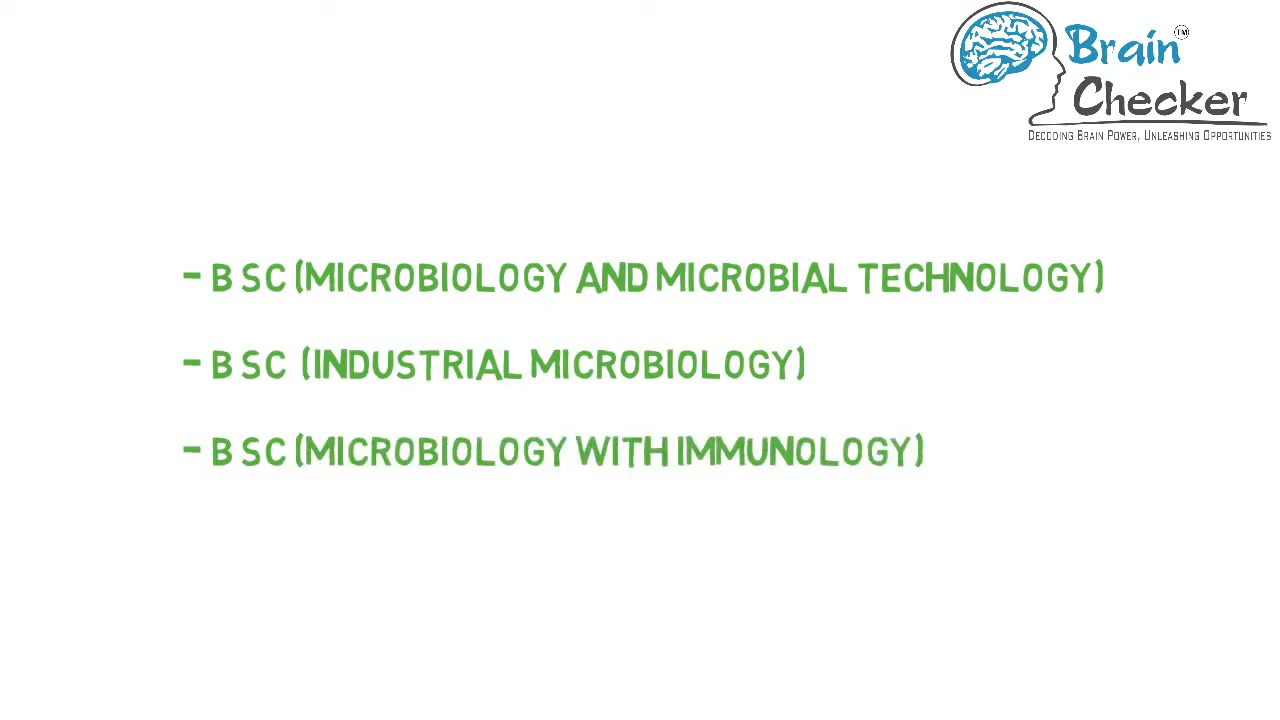 Brain TM
Checker
DECODING BRAIN POWER, UNLEASHING OPPORTUNITIES
- B SC (MICROBIOLOGY AND MICROBIAL TECHNOLOGY)
- B SC (INDUSTRIAL MICROBIOLOGY)
- B SC (MICROBIOLOGY WITH IMMUNOLOGY)